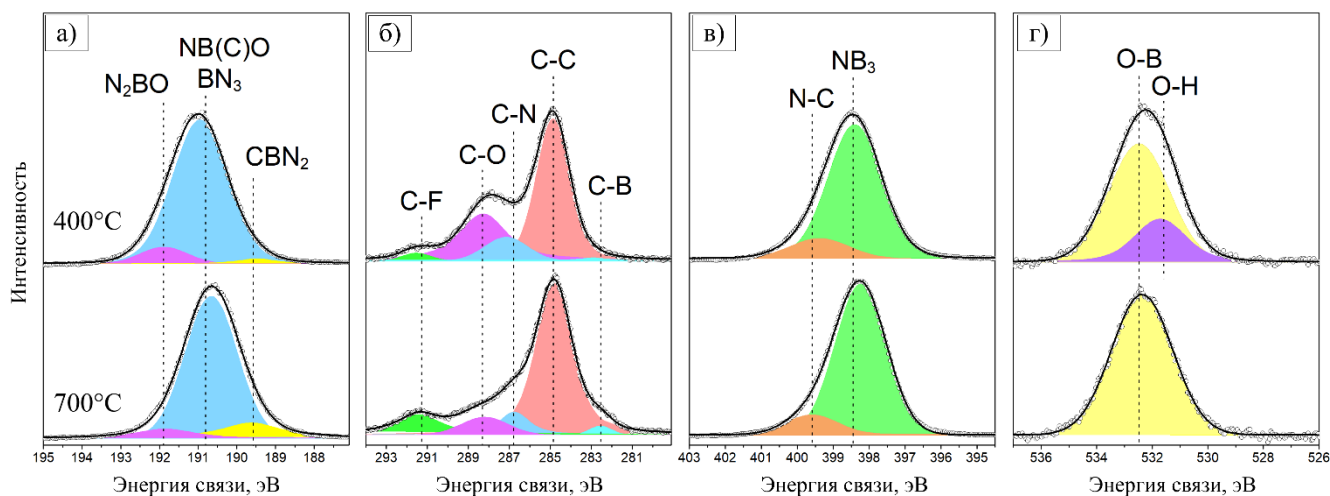 а)
NB(C)O
N₂BO
BN₃
CBN₂
400°C
700°C
195 194 193 192 191 190 189 188
Энергия связи, эВ
Интенсивность
б)
C-C
C-N
C-O
C-B
C-F
293 291 289 287 285 283 281
Энергия связи, эВ
в)
NB₃
N-C
403 402 401 400 399 398 397 396 395
Энергия связи, эВ
г)
O-B
O-H
536 534 532 530 528 526
Энергия связи, эВ